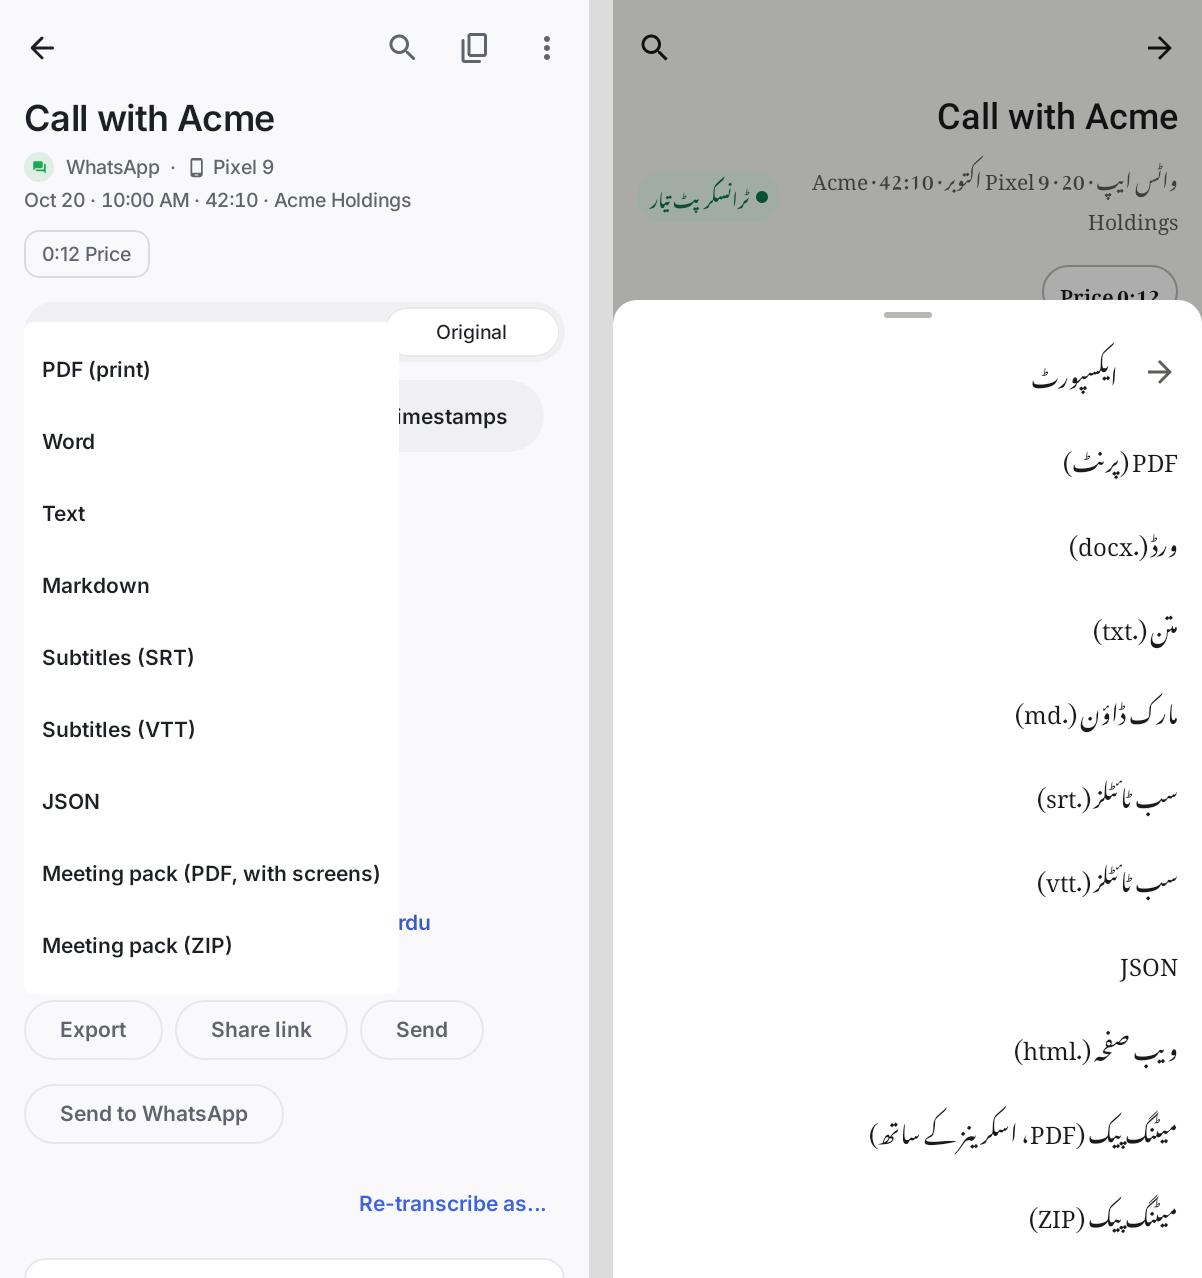 Call with Acme
WhatsApp · Pixel 9
Oct 20 · 10:00 AM · 42:10 · Acme Holdings
0:12 Price
Original
imestamps
PDF (print)
Word
Text
Markdown
Subtitles (SRT)
Subtitles (VTT)
JSON
Meeting pack (PDF, with screens)
rdu
Meeting pack (ZIP)
Export
Share link
Send
Send to WhatsApp
Re-transcribe as...
Call with Acme
واٹس ایپ · Pixel 9 · 20 اکتوبر · 42:10 · Acme
Holdings
ٹرانسکرپٹ تیار
Price 0:12
ایکسپورٹ
PDF (پرنٹ)
ورڈ (.docx)
متن (.txt)
مارک ڈاؤن (.md)
سب ٹائٹلز (.srt)
سب ٹائٹلز (.vtt)
JSON
ویب صفحہ (.html)
میٹنگ پیک (PDF، اسکرینز کے ساتھ)
میٹنگ پیک (ZIP)